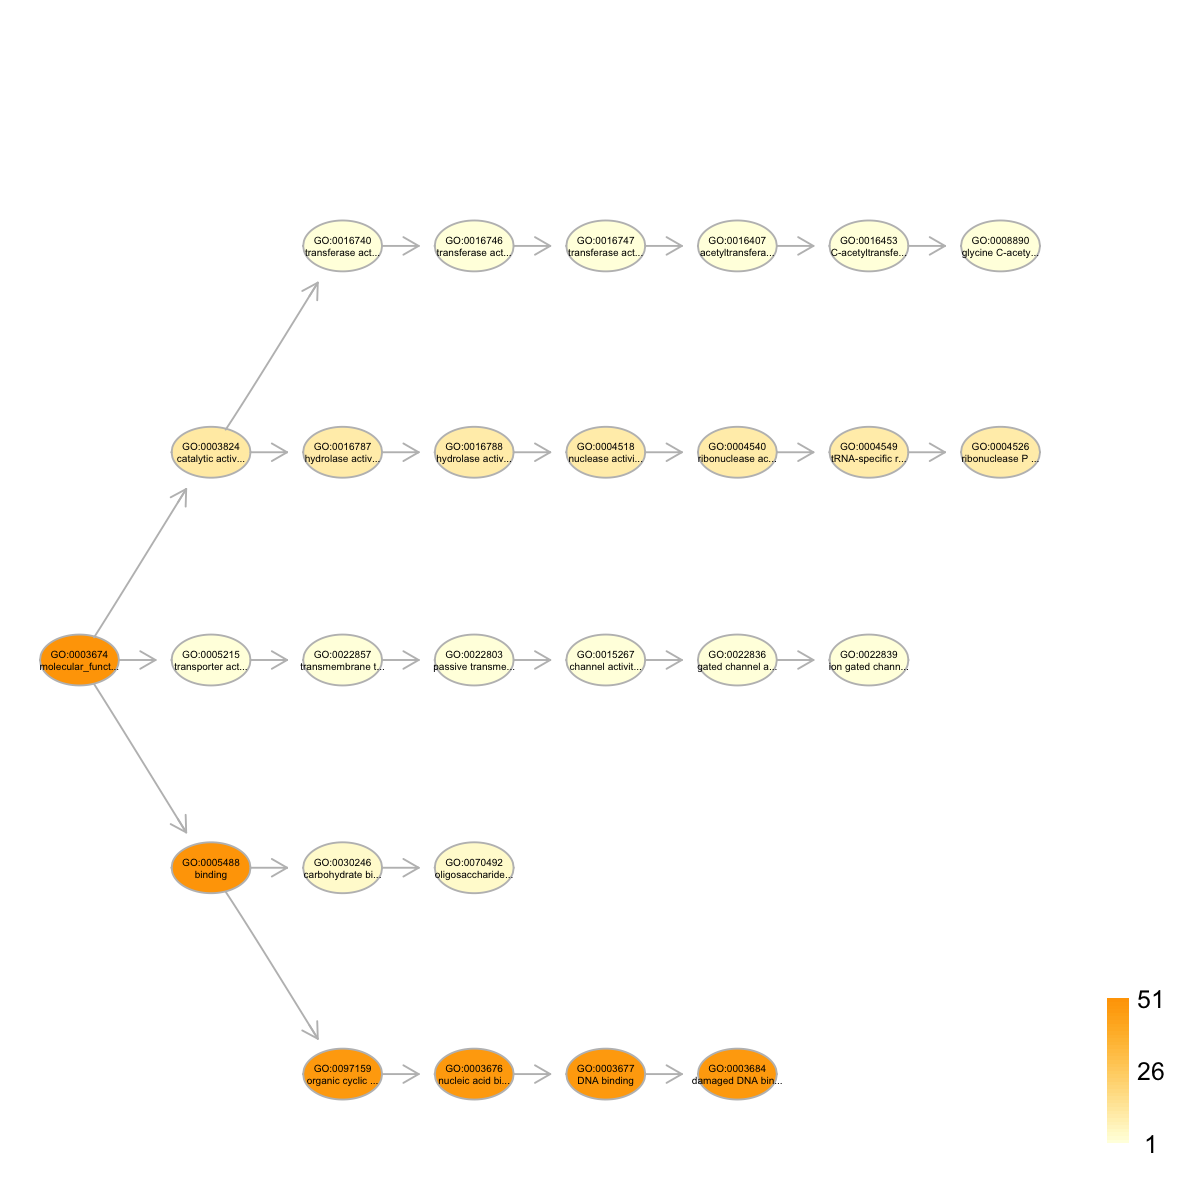 GO:0016740
transferase act...
GO:0016746
transferase act...
GO:0016747
transferase act...
GO:0016407
acetyltransfera...
GO:0016453
C-acetyltransfe...
GO:0008890
glycine C-acety...
GO:0003824
catalytic activ...
GO:0016787
hydrolase activ...
GO:0016788
hydrolase activ...
GO:0004518
nuclease activi...
GO:0004540
ribonuclease ac...
GO:0004549
tRNA-specific r...
GO:0004526
ribonuclease P ...
GO:0003674
molecular_funct...
GO:0005215
transporter act...
GO:0022857
transmembrane t...
GO:0022803
passive transme...
GO:0015267
channel activit...
GO:0022836
gated channel a...
GO:0022839
ion gated chann...
GO:0005488
binding
GO:0030246
carbohydrate bi...
GO:0070492
oligosaccharide...
GO:0097159
organic cyclic ...
GO:0003676
nucleic acid bi...
GO:0003677
DNA binding
GO:0003684
damaged DNA bin...
51
26
1